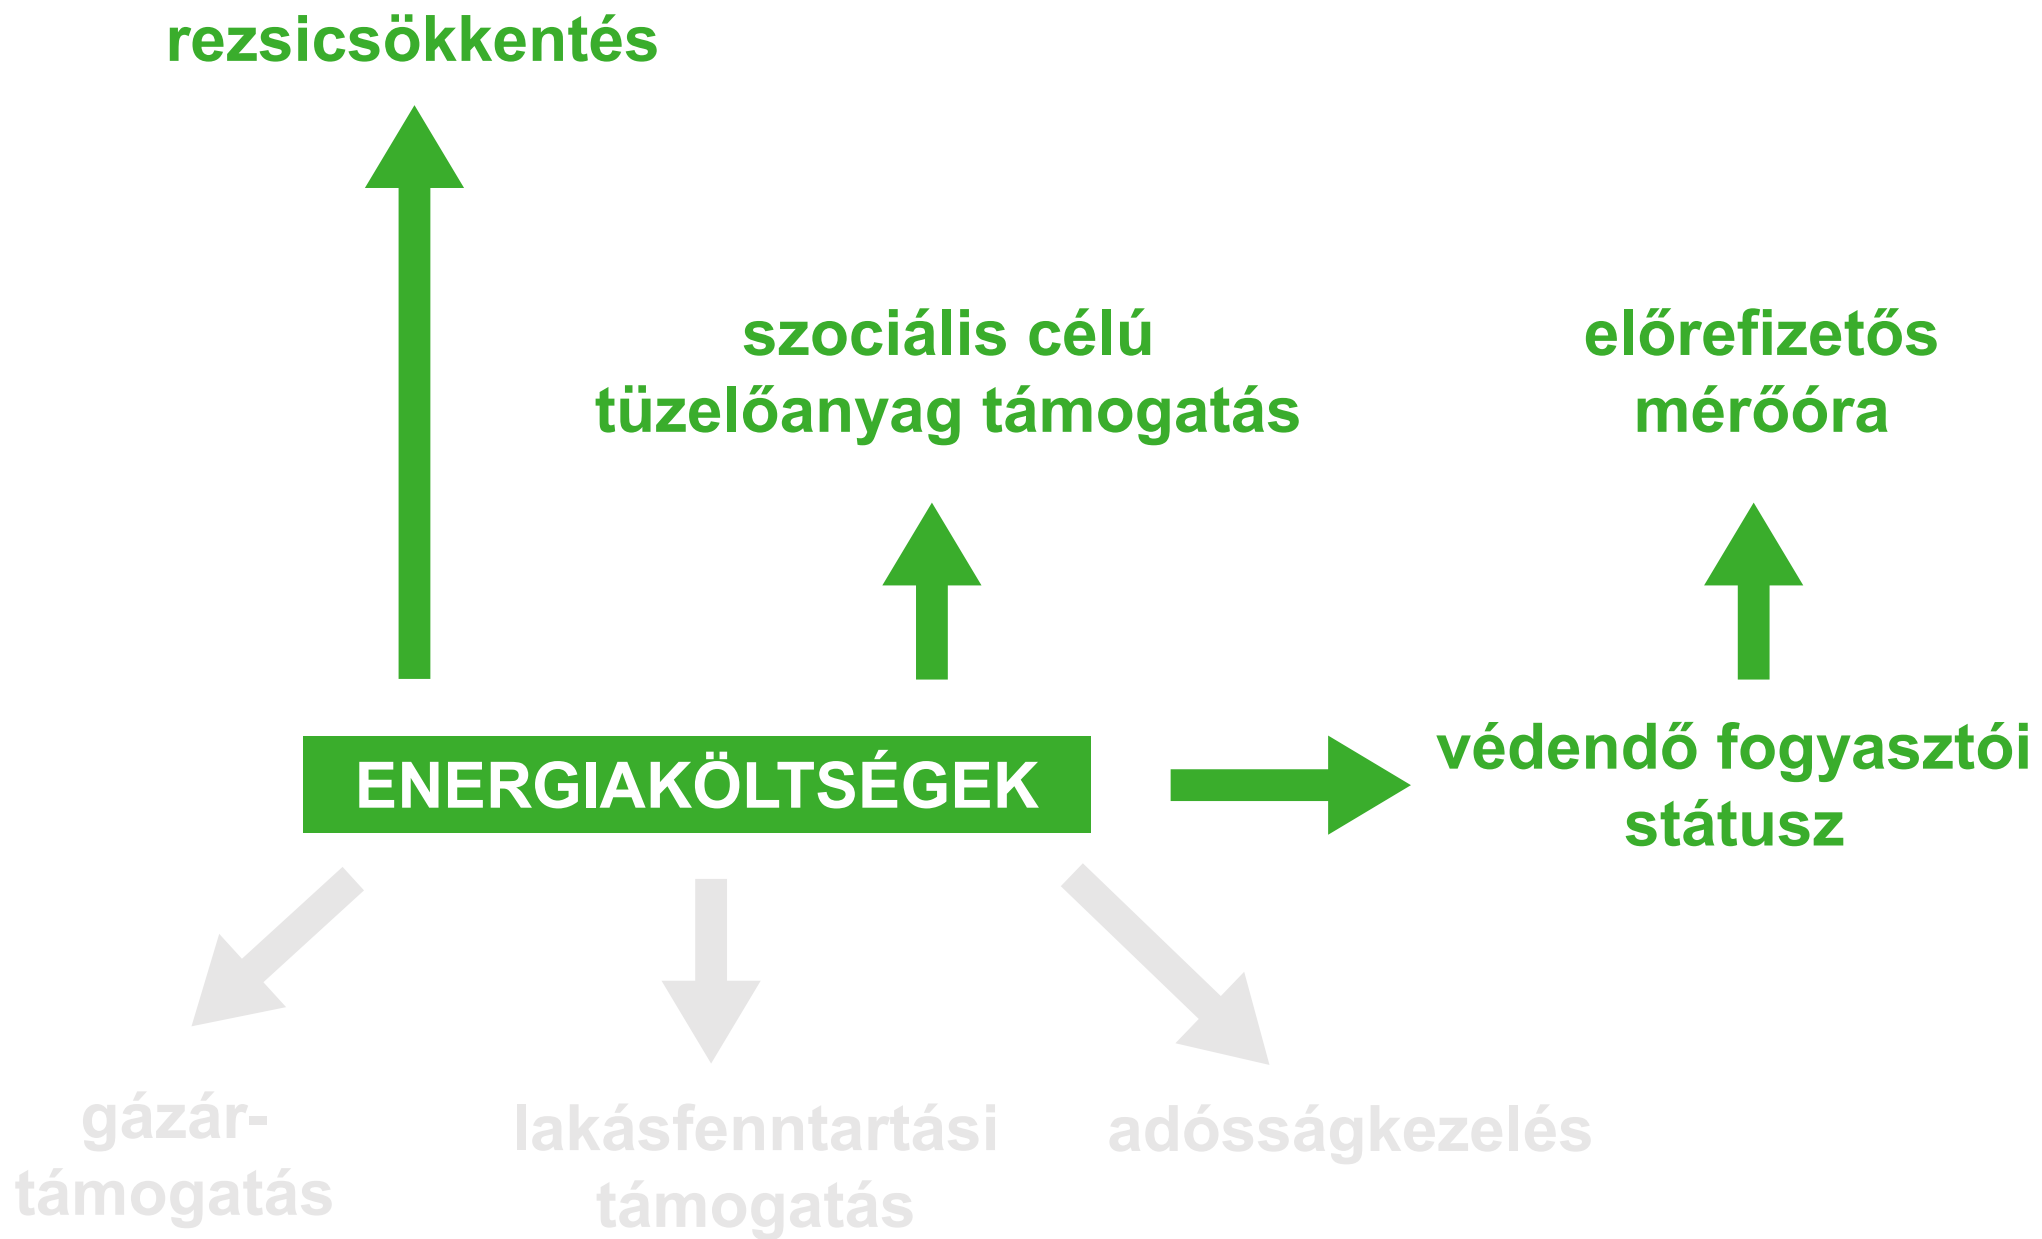 rezsicsökkentés
szociális célú
tüzelőanyag támogatás
előrefizetős
mérőóra
ENERGIAKÖLTSÉGEK
védendő fogyasztói
státusz
gázár-
támogatás
lakásfenntartási
támogatás
adósságkezelés